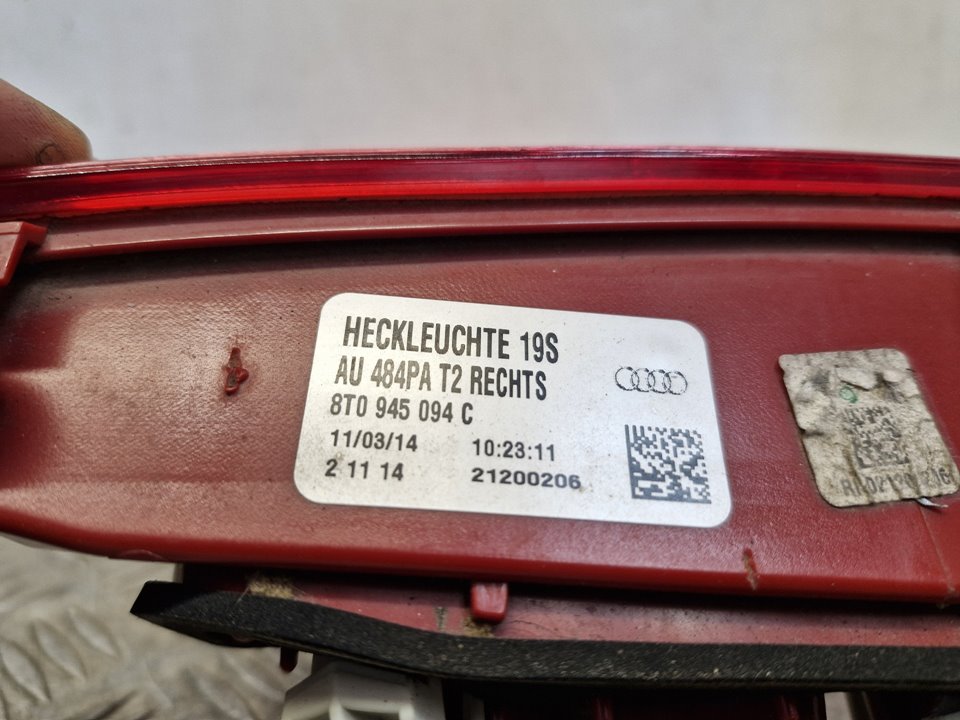 HECKLEUCHTE 19S
AU 484PA T2 RECHTS
8T0 945 094 C
11/03/14 10:23:11
2 11 14 21200206